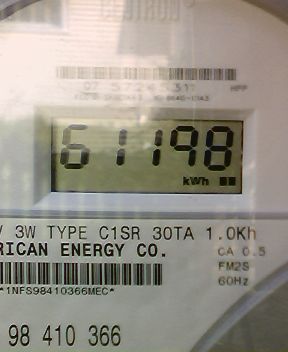 61198
kWh
3W TYPE C1SR 30TA 1.0Kh
RICAN ENERGY CO.
CA 0.5
FM2S
60Hz
*1NFS98410366MEC*
98 410 366